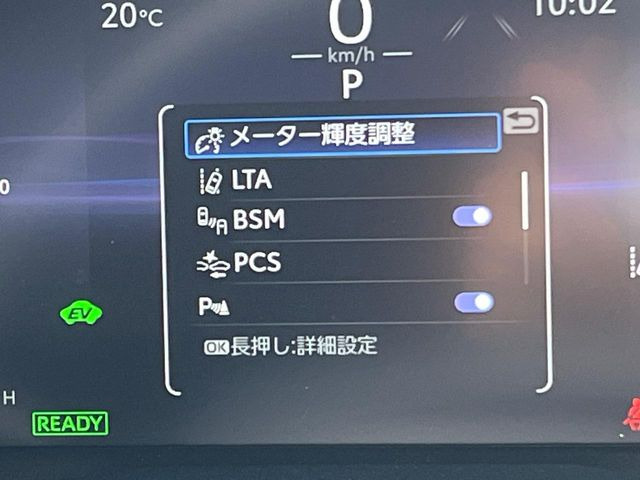 20°C
0
10:02
km/h
P
メーター輝度調整
LTA
0
BSM
PCS
P
OK長押し:詳細設定
EV
H
READY